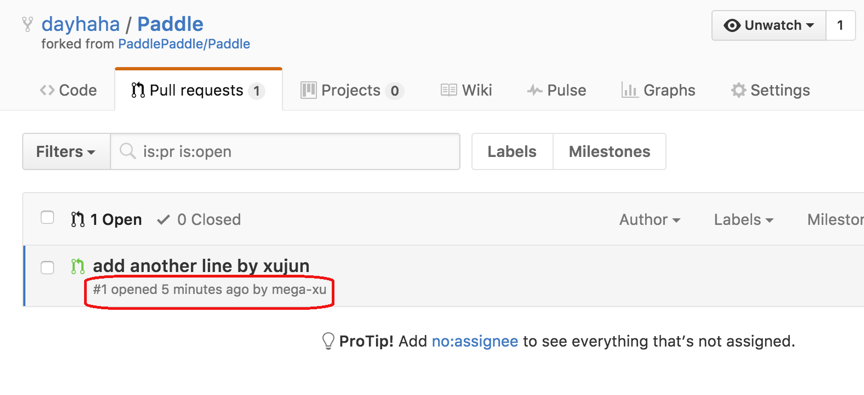 dayhaha / Paddle
forked from PaddlePaddle/Paddle
Unwatch 1
Code Pull requests 1 Projects 0 Wiki Pulse Graphs Settings
Filters is:pr is:open Labels Milestones
1 Open 0 Closed Author Labels Milestor
add another line by xujun
#1 opened 5 minutes ago by mega-xu
ProTip! Add no:assignee to see everything that’s not assigned.